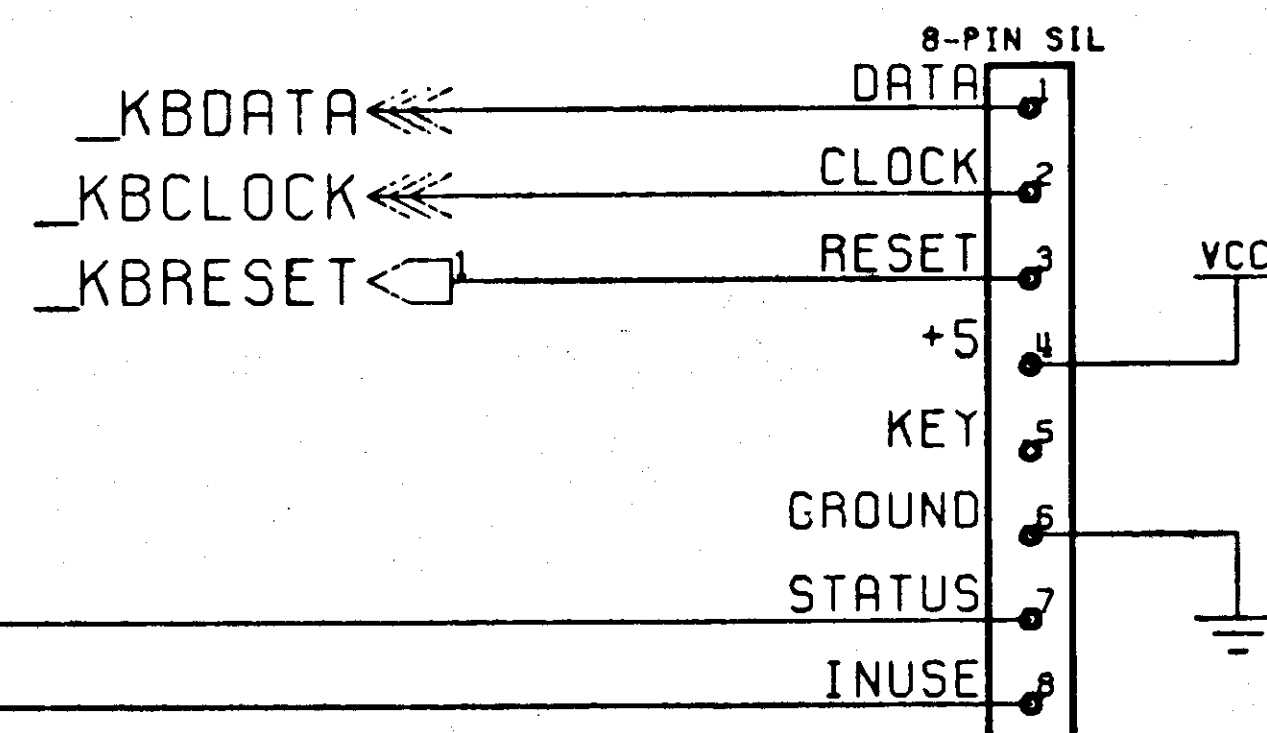 8-PIN SIL
_KBDATA DATA 1
_KBCLOCK CLOCK 2
_KBRESET 1 RESET 3
VCC
+5 4
KEY 5
GROUND 6
STATUS 7
INUSE 8